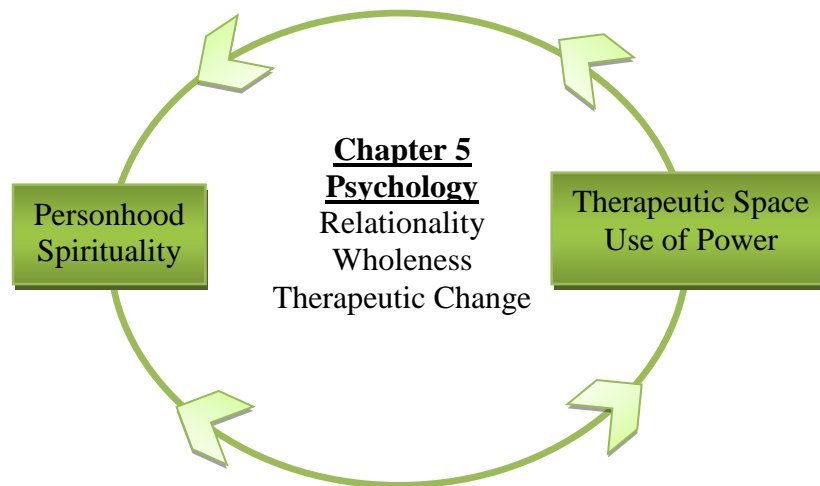 Chapter 5
Psychology
Relationality
Wholeness
Therapeutic Change
Personhood
Spirituality
Therapeutic Space
Use of Power